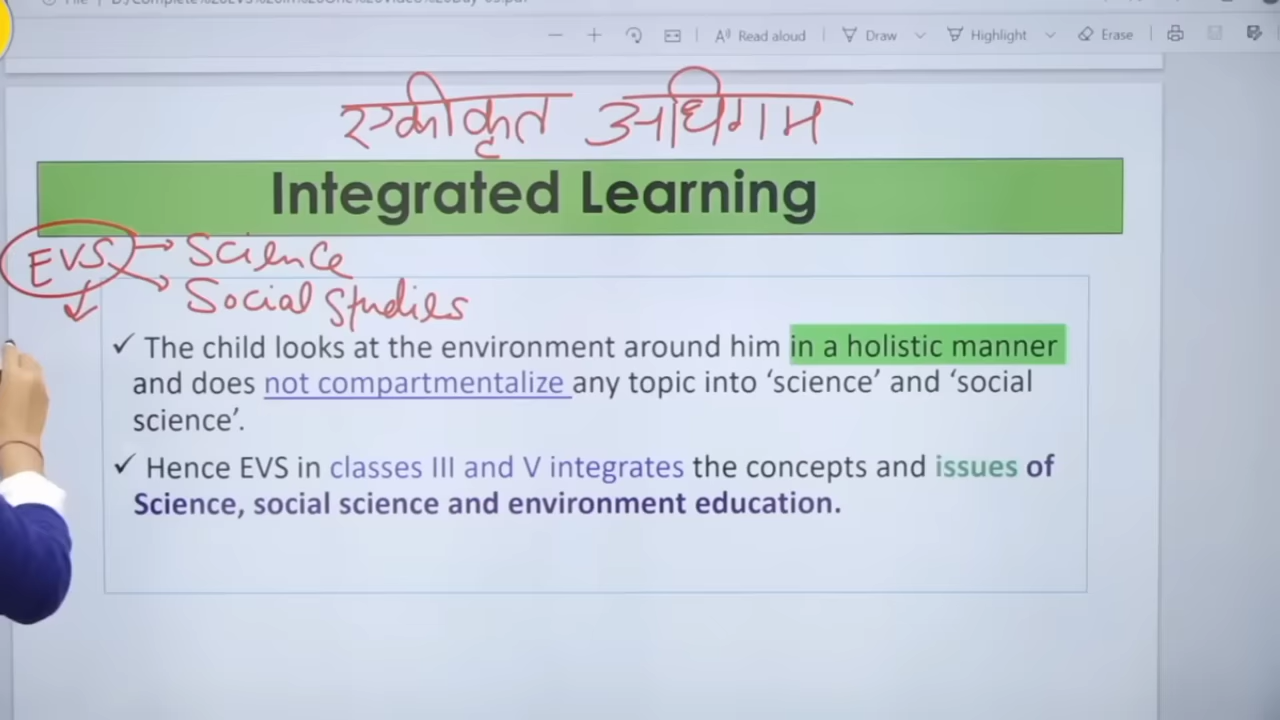 Read aloud
Draw
Highlight
Erase
एकीकृत अधिगम
Integrated Learning
EVS → Science
→ Social Studies
✓ The child looks at the environment around him in a holistic manner
and does not compartmentalize any topic into ‘science’ and ‘social
science’.
✓ Hence EVS in classes III and V integrates the concepts and issues of
Science, social science and environment education.